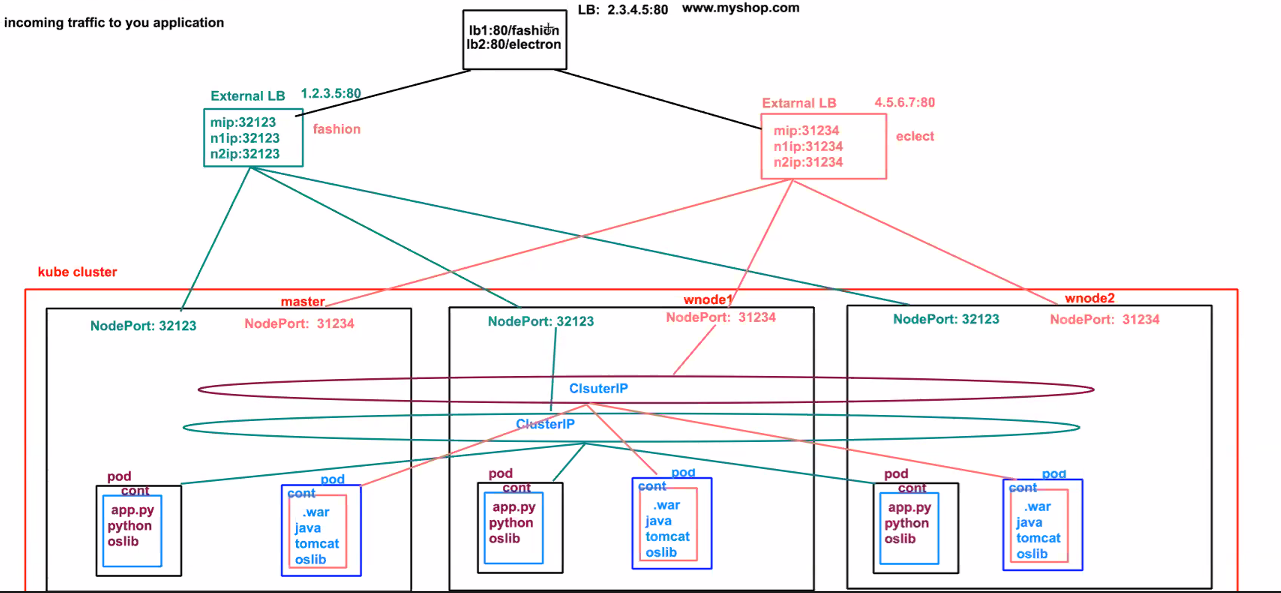 LB: 2.3.4.5:80 www.myshop.com
incoming traffic to you application
lb1:80/fashion
lb2:80/electron
External LB 1.2.3.5:80
mip:32123
n1ip:32123
n2ip:32123
fashion
Extarnal LB 4.5.6.7:80
mip:31234
n1ip:31234
n2ip:31234
eclect
kube cluster
master
NodePort: 32123 NodePort: 31234
wnode1
NodePort: 32123 NodePort: 31234
wnode2
NodePort: 32123 NodePort: 31234
ClsuterIP
ClusterIP
pod
cont
app.py
python
oslib
pod
cont
.war
java
tomcat
oslib
pod
cont
app.py
python
oslib
pod
cont
.war
java
tomcat
oslib
pod
cont
app.py
python
oslib
pod
cont
.war
java
tomcat
oslib